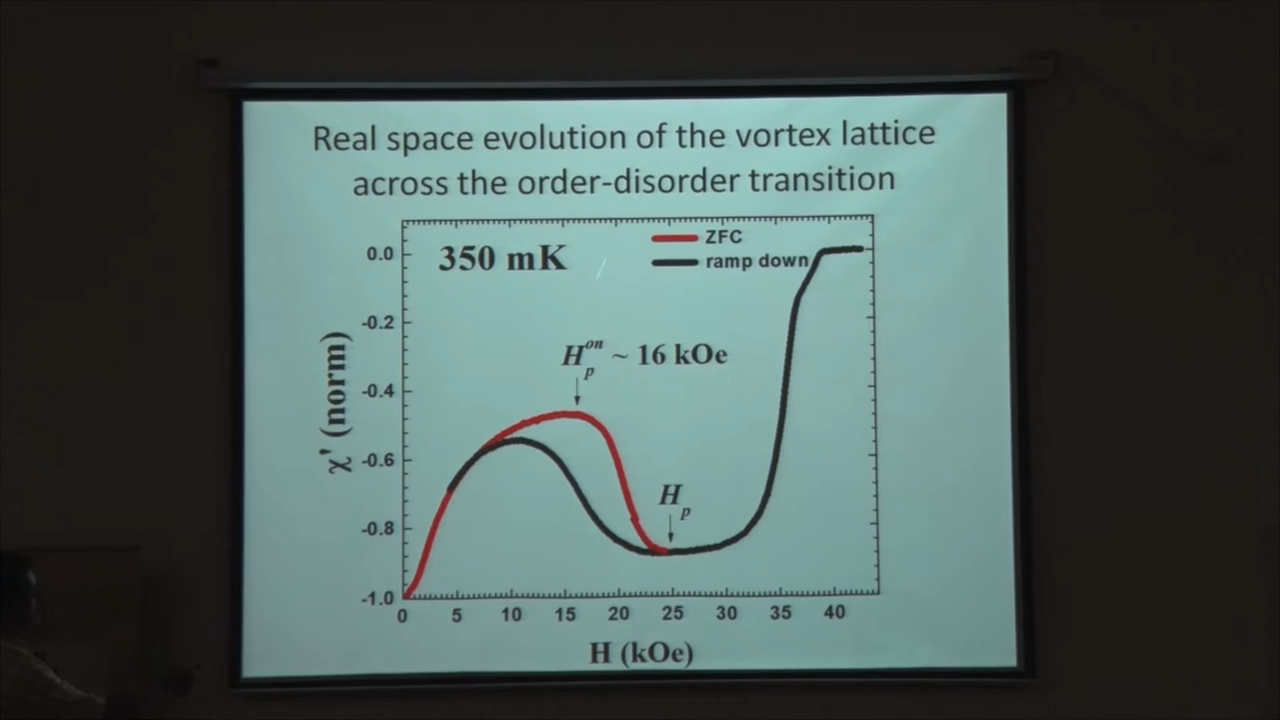 Real space evolution of the vortex lattice
across the order-disorder transition
350 mK
ZFC
ramp down
H_p^on ~ 16 kOe
H_p
χ' (norm)
0.0
-0.2
-0.4
-0.6
-0.8
-1.0
0 5 10 15 20 25 30 35 40
H (kOe)